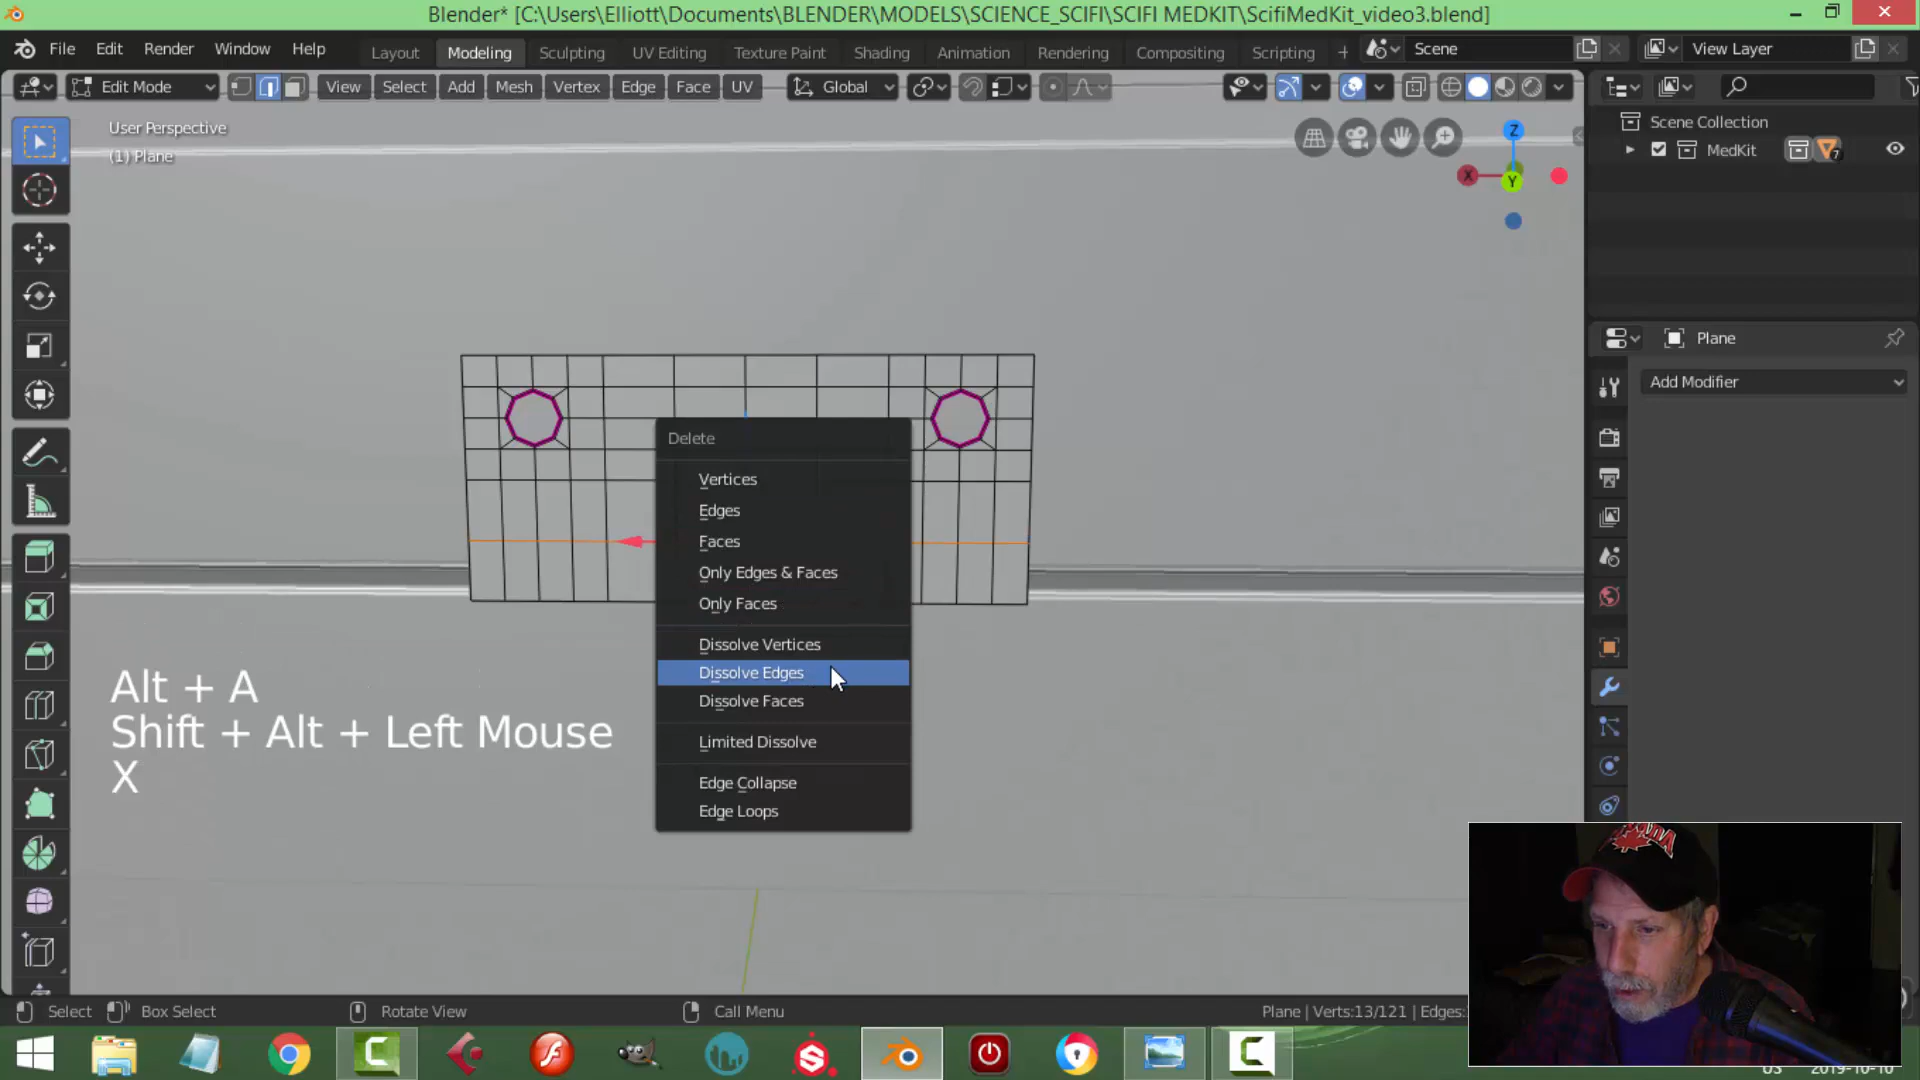 Blender* [C:\Users\Elliott\Documents\BLENDER\MODELS\SCIENCE_SCIFI\SCIFI MEDKIT\ScifiMedKit_video3.blend]
File Edit Render Window Help Layout Modeling Sculpting UV Editing Texture Paint Shading Animation Rendering Compositing Scripting + Scene View Layer
Edit Mode View Select Add Mesh Vertex Edge Face UV Global
User Perspective
(1) Plane
Z
X
Y
Scene Collection
MedKit 7
Plane
Add Modifier
Delete
Vertices
Edges
Faces
Only Edges & Faces
Only Faces
Dissolve Vertices
Dissolve Edges
Dissolve Faces
Limited Dissolve
Edge Collapse
Edge Loops
Alt + A
Shift + Alt + Left Mouse
X
Select Box Select Rotate View Call Menu Plane | Verts:13/121 | Edges:
2019-10-10